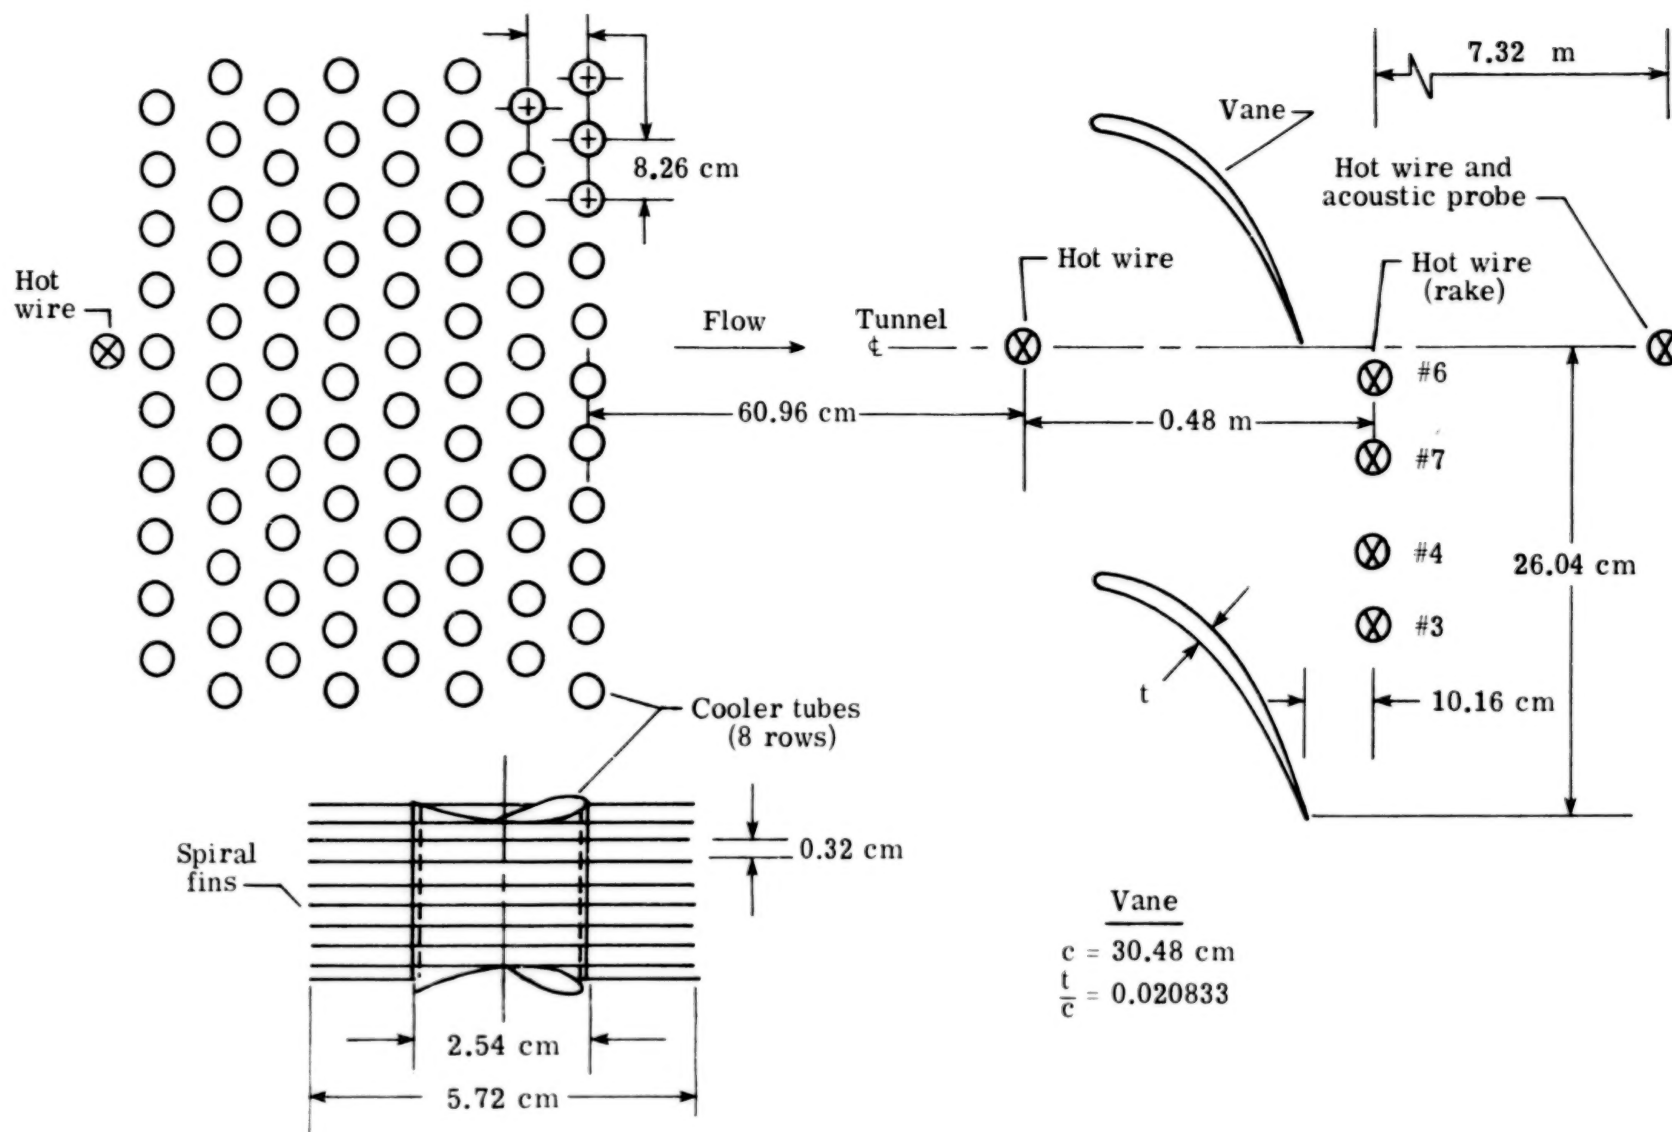 7.32 m
Vane
8.26 cm
Hot wire and
acoustic probe
Hot
wire
Hot wire
Hot wire
(rake)
Flow
Tunnel
℄
#6
60.96 cm
0.48 m
#7
#4
26.04 cm
#3
t
10.16 cm
Cooler tubes
(8 rows)
Spiral
fins
0.32 cm
Vane
c = 30.48 cm
t/c = 0.020833
2.54 cm
5.72 cm